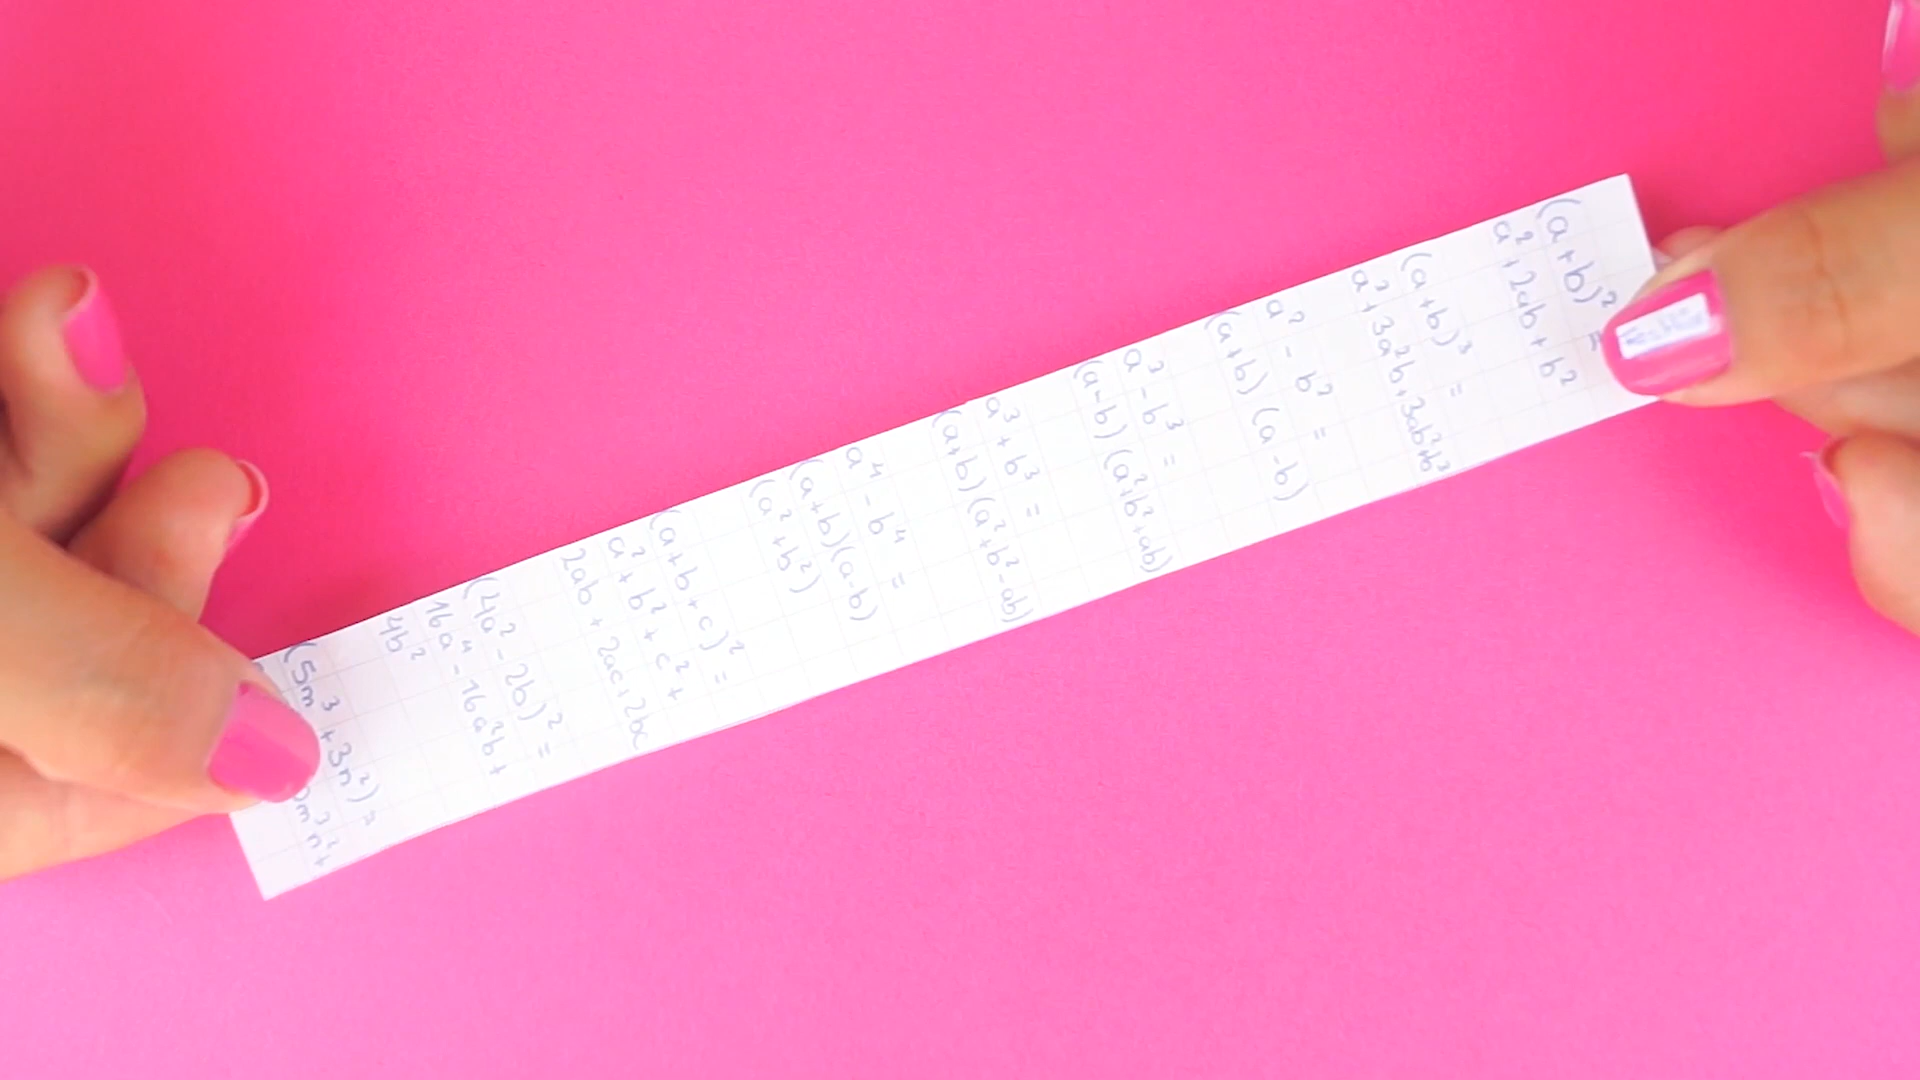 (a+b)² =
a²+2ab+b²
(a+b)³ =
a³+3a²b+3ab²+b³
a² - b² =
(a+b) (a-b)
a³ - b³ =
(a-b) (a²+b²+ab)
a³ + b³ =
(a+b) (a²+b²-ab)
a⁴ - b⁴ =
(a+b)(a-b)
(a²+b²)
(a+b+c)² =
a²+b²+c²+
2ab+2ac+2bc
(4a² - 2b)² =
16a⁴ - 16a²b+
4b²
(5m³+3n²)²
m³n²+